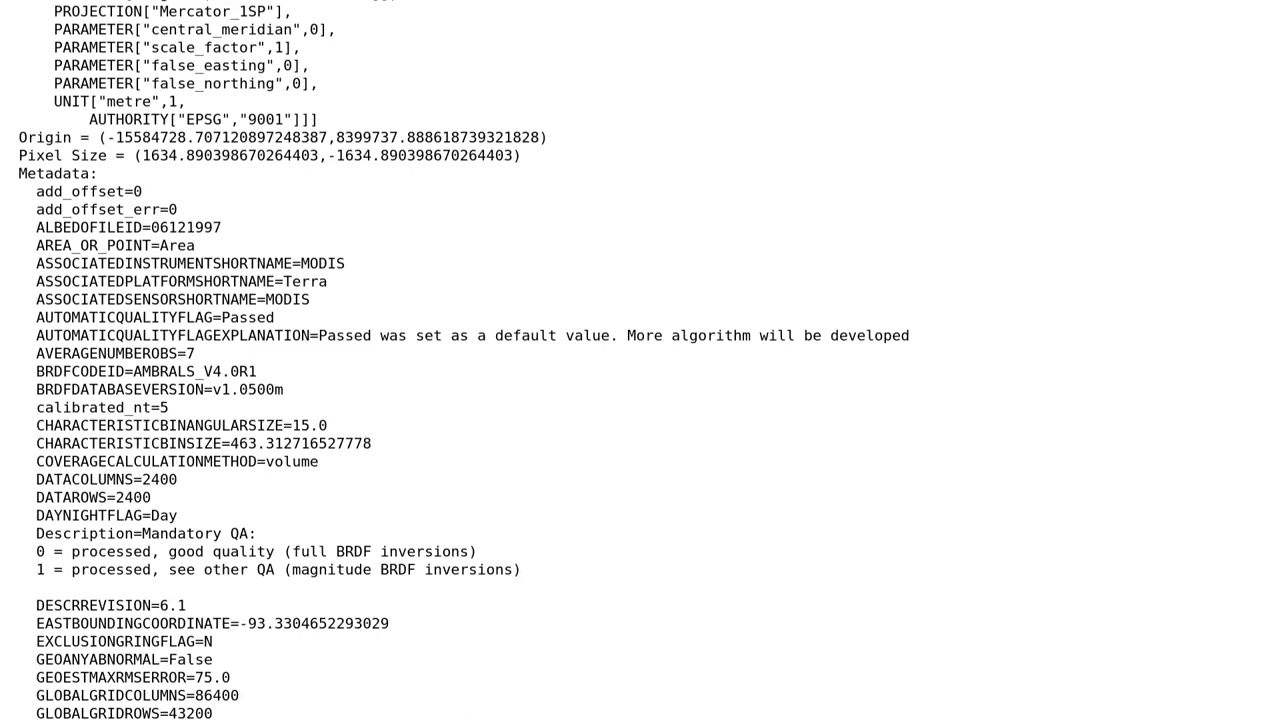 PROJECTION["Mercator_1SP"],
PARAMETER["central_meridian",0],
PARAMETER["scale_factor",1],
PARAMETER["false_easting",0],
PARAMETER["false_northing",0],
UNIT["metre",1,
AUTHORITY["EPSG","9001"]]]
Origin = (-15584728.707120897248387,8399737.888618739321828)
Pixel Size = (1634.890398670264403,-1634.890398670264403)
Metadata:
add_offset=0
add_offset_err=0
ALBEDOFILEID=06121997
AREA_OR_POINT=Area
ASSOCIATEDINSTRUMENTSHORTNAME=MODIS
ASSOCIATEDPLATFORMSHORTNAME=Terra
ASSOCIATEDSENSORSHORTNAME=MODIS
AUTOMATICQUALITYFLAG=Passed
AUTOMATICQUALITYFLAGEXPLANATION=Passed was set as a default value. More algorithm will be developed
AVERAGENUMBEROBS=7
BRDFCODEID=AMBRALS_V4.0R1
BRDFDATABASEVERSION=v1.0500m
calibrated_nt=5
CHARACTERISTICBINANGULARSIZE=15.0
CHARACTERISTICBINSIZE=463.312716527778
COVERAGECALCULATIONMETHOD=volume
DATACOLUMNS=2400
DATAROWS=2400
DAYNIGHTFLAG=Day
Description=Mandatory QA:
0 = processed, good quality (full BRDF inversions)
1 = processed, see other QA (magnitude BRDF inversions)
DESCRREVISION=6.1
EASTBOUNDINGCOORDINATE=-93.3304652293029
EXCLUSIONGRINGFLAG=N
GEOANYABNORMAL=False
GEOESTMAXRMSERROR=75.0
GLOBALGRIDCOLUMNS=86400
GLOBALGRIDROWS=43200